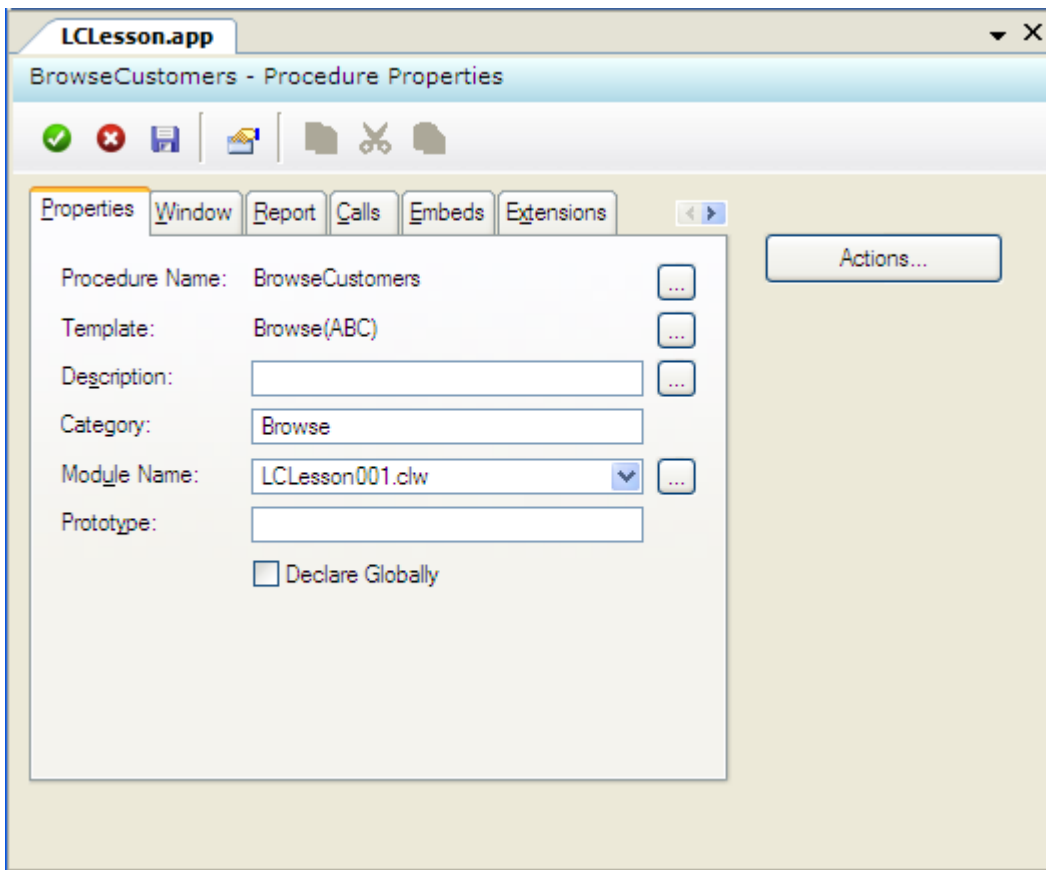 LCLesson.app
BrowseCustomers - Procedure Properties
Properties Window Report Calls Embeds Extensions
Actions...
Procedure Name: BrowseCustomers ...
Template: Browse(ABC) ...
Description: ...
Category: Browse
Module Name: LCLesson001.clw ...
Prototype:
Declare Globally